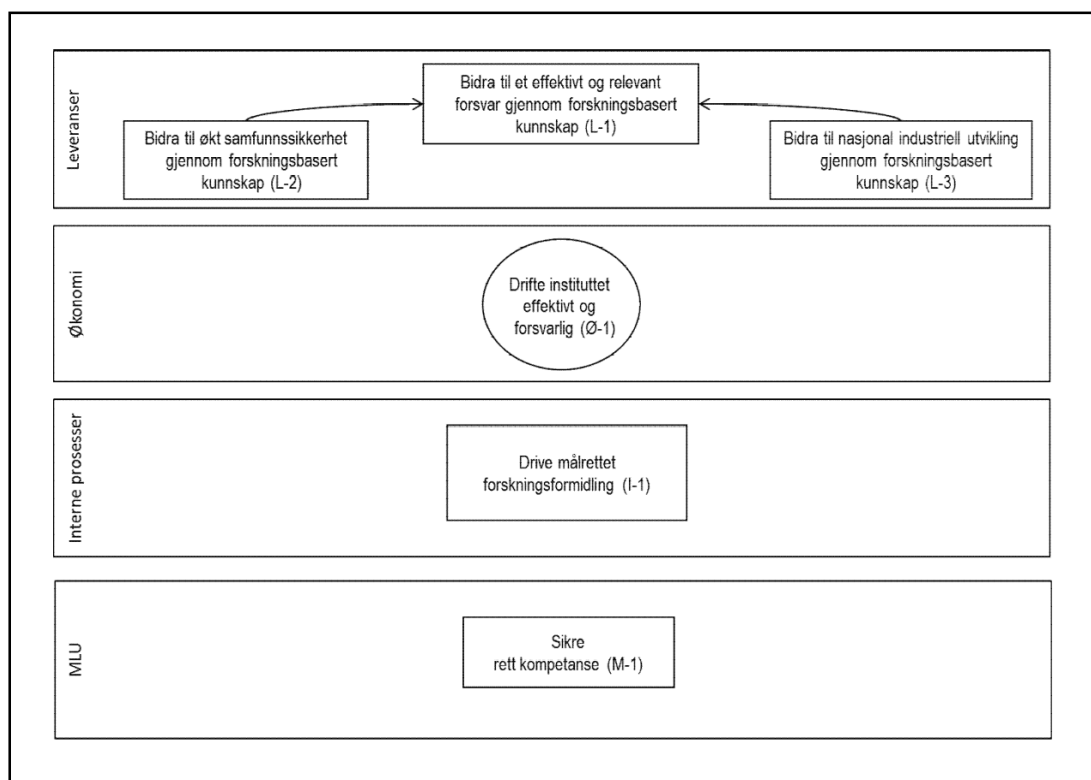 Leveranser
Bidra til et effektivt og relevant
forsvar gjennom forskningsbasert
kunnskap (L-1)
Bidra til økt samfunnssikkerhet
gjennom forskningsbasert
kunnskap (L-2)
Bidra til nasjonal industriell utvikling
gjennom forskningsbasert
kunnskap (L-3)
Økonomi
Drifte instituttet
effektivt og
forsvarlig (Ø-1)
Interne prosesser
Drive målrettet
forskningsformidling (I-1)
MLU
Sikre
rett kompetanse (M-1)